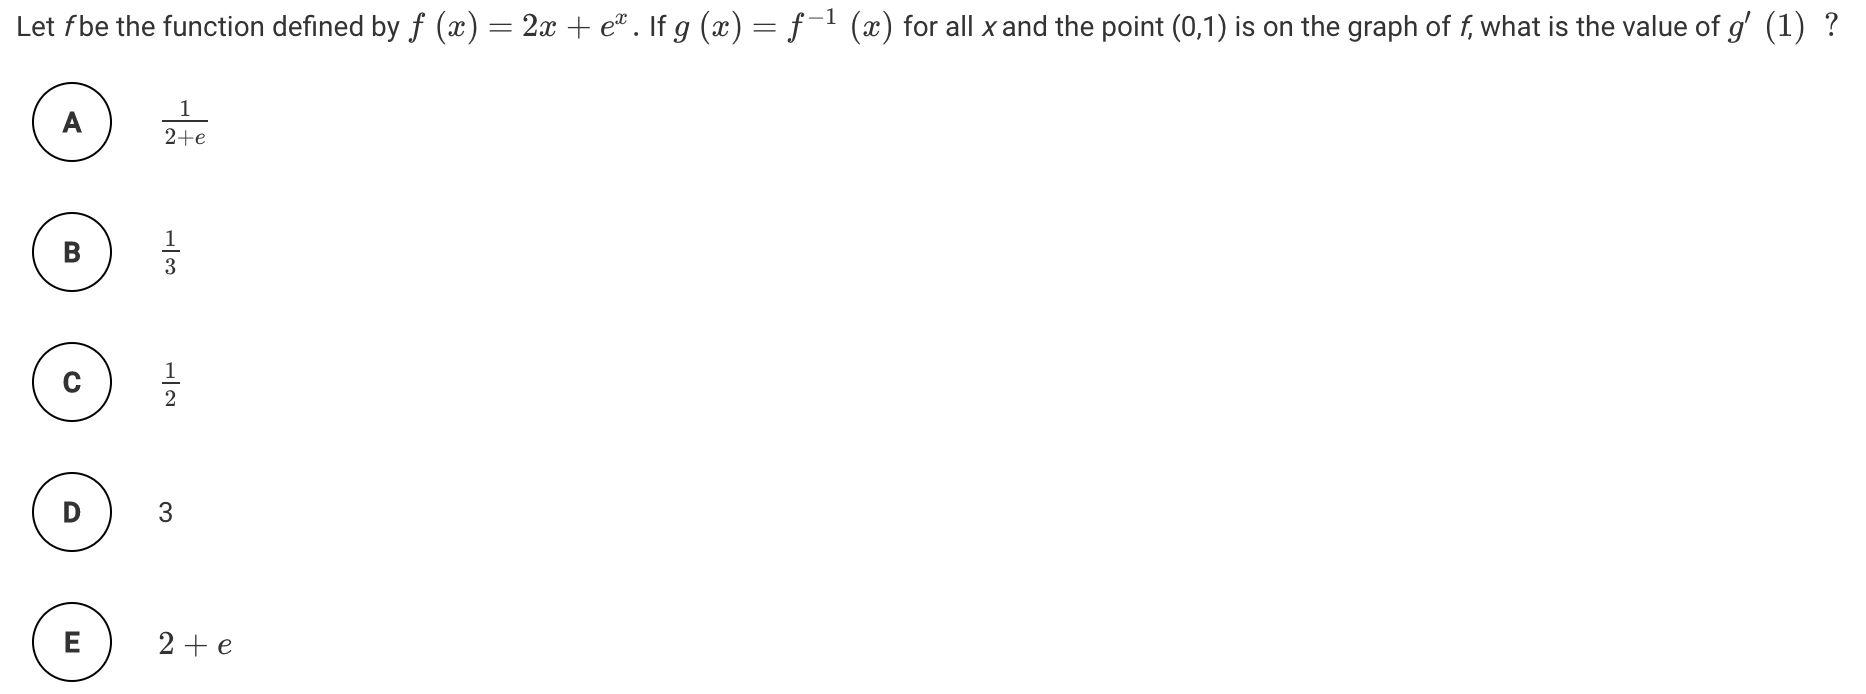 Let f be the function defined by f (x) = 2x + eˣ. If g (x) = f⁻¹ (x) for all x and the point (0,1) is on the graph of f, what is the value of g′ (1) ?
A 1/2+e
B 1/3
C 1/2
D 3
E 2 + e